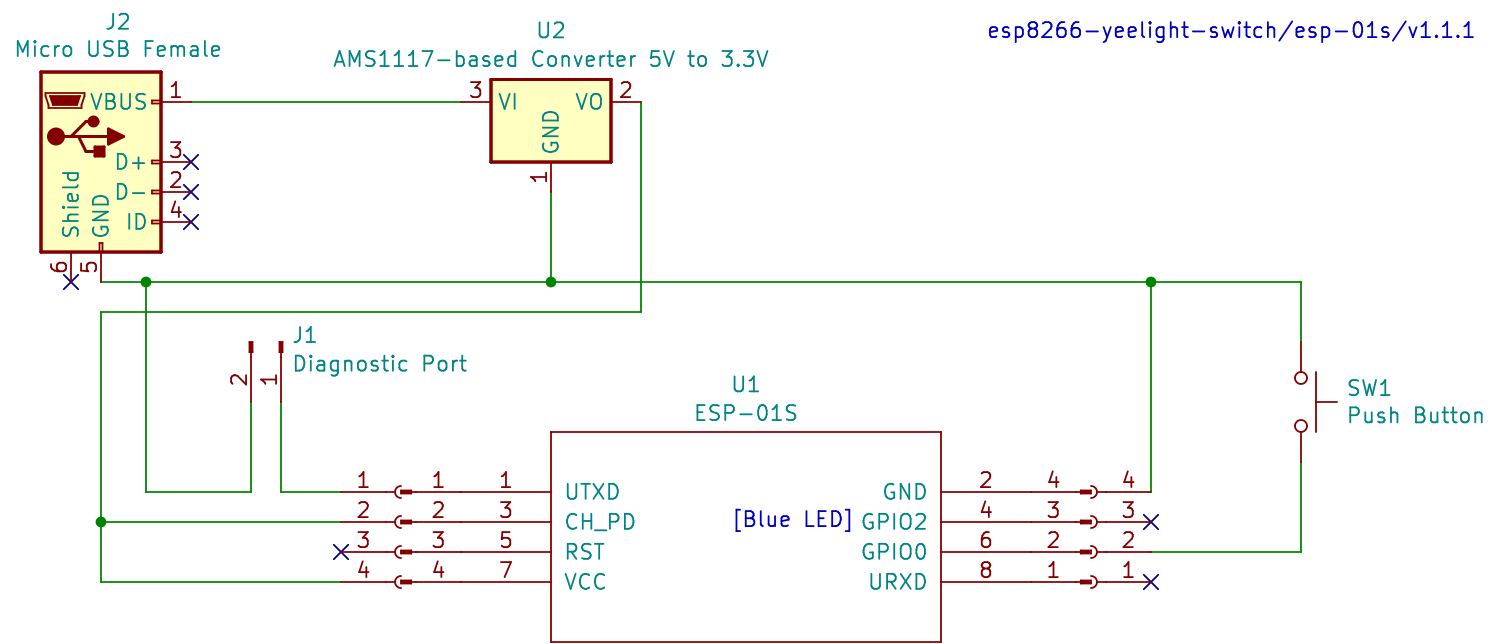 J2
Micro USB Female
U2
AMS1117-based Converter 5V to 3.3V
esp8266-yeelight-switch/esp-01s/v1.1.1
VBUS 1
3 VI VO 2
GND
1
D+ 3
D- 2
ID 4
Shield
GND
6 5
J1
Diagnostic Port
2 1
U1
ESP-01S
SW1
Push Button
1 1 1 UTXD GND 2 4 4
2 2 3 CH_PD [Blue LED] GPIO2 4 3 3
3 3 5 RST GPIO0 6 2 2
4 4 7 VCC URXD 8 1 1